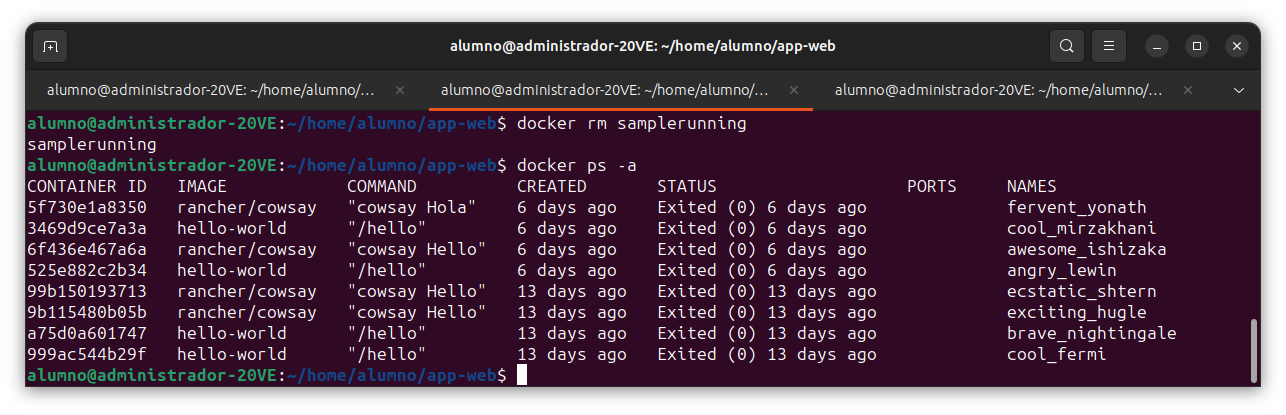 alumno@administrador-20VE: ~/home/alumno/app-web
alumno@administrador-20VE: ~/home/alumno/... alumno@administrador-20VE: ~/home/alumno/... alumno@administrador-20VE: ~/home/alumno/...
alumno@administrador-20VE:~/home/alumno/app-web$ docker rm samplerunning
samplerunning
alumno@administrador-20VE:~/home/alumno/app-web$ docker ps -a
CONTAINER ID   IMAGE            COMMAND          CREATED       STATUS                   PORTS     NAMES
5f730e1a8350   rancher/cowsay   "cowsay Hola"    6 days ago    Exited (0) 6 days ago              fervent_yonath
3469d9ce7a3a   hello-world      "/hello"         6 days ago    Exited (0) 6 days ago              cool_mirzakhani
6f436e467a6a   rancher/cowsay   "cowsay Hello"   6 days ago    Exited (0) 6 days ago              awesome_ishizaka
525e882c2b34   hello-world      "/hello"         6 days ago    Exited (0) 6 days ago              angry_lewin
99b150193713   rancher/cowsay   "cowsay Hello"   13 days ago   Exited (0) 13 days ago             ecstatic_shtern
9b115480b05b   rancher/cowsay   "cowsay Hello"   13 days ago   Exited (0) 13 days ago             exciting_hugle
a75d0a601747   hello-world      "/hello"         13 days ago   Exited (0) 13 days ago             brave_nightingale
999ac544b29f   hello-world      "/hello"         13 days ago   Exited (0) 13 days ago             cool_fermi
alumno@administrador-20VE:~/home/alumno/app-web$